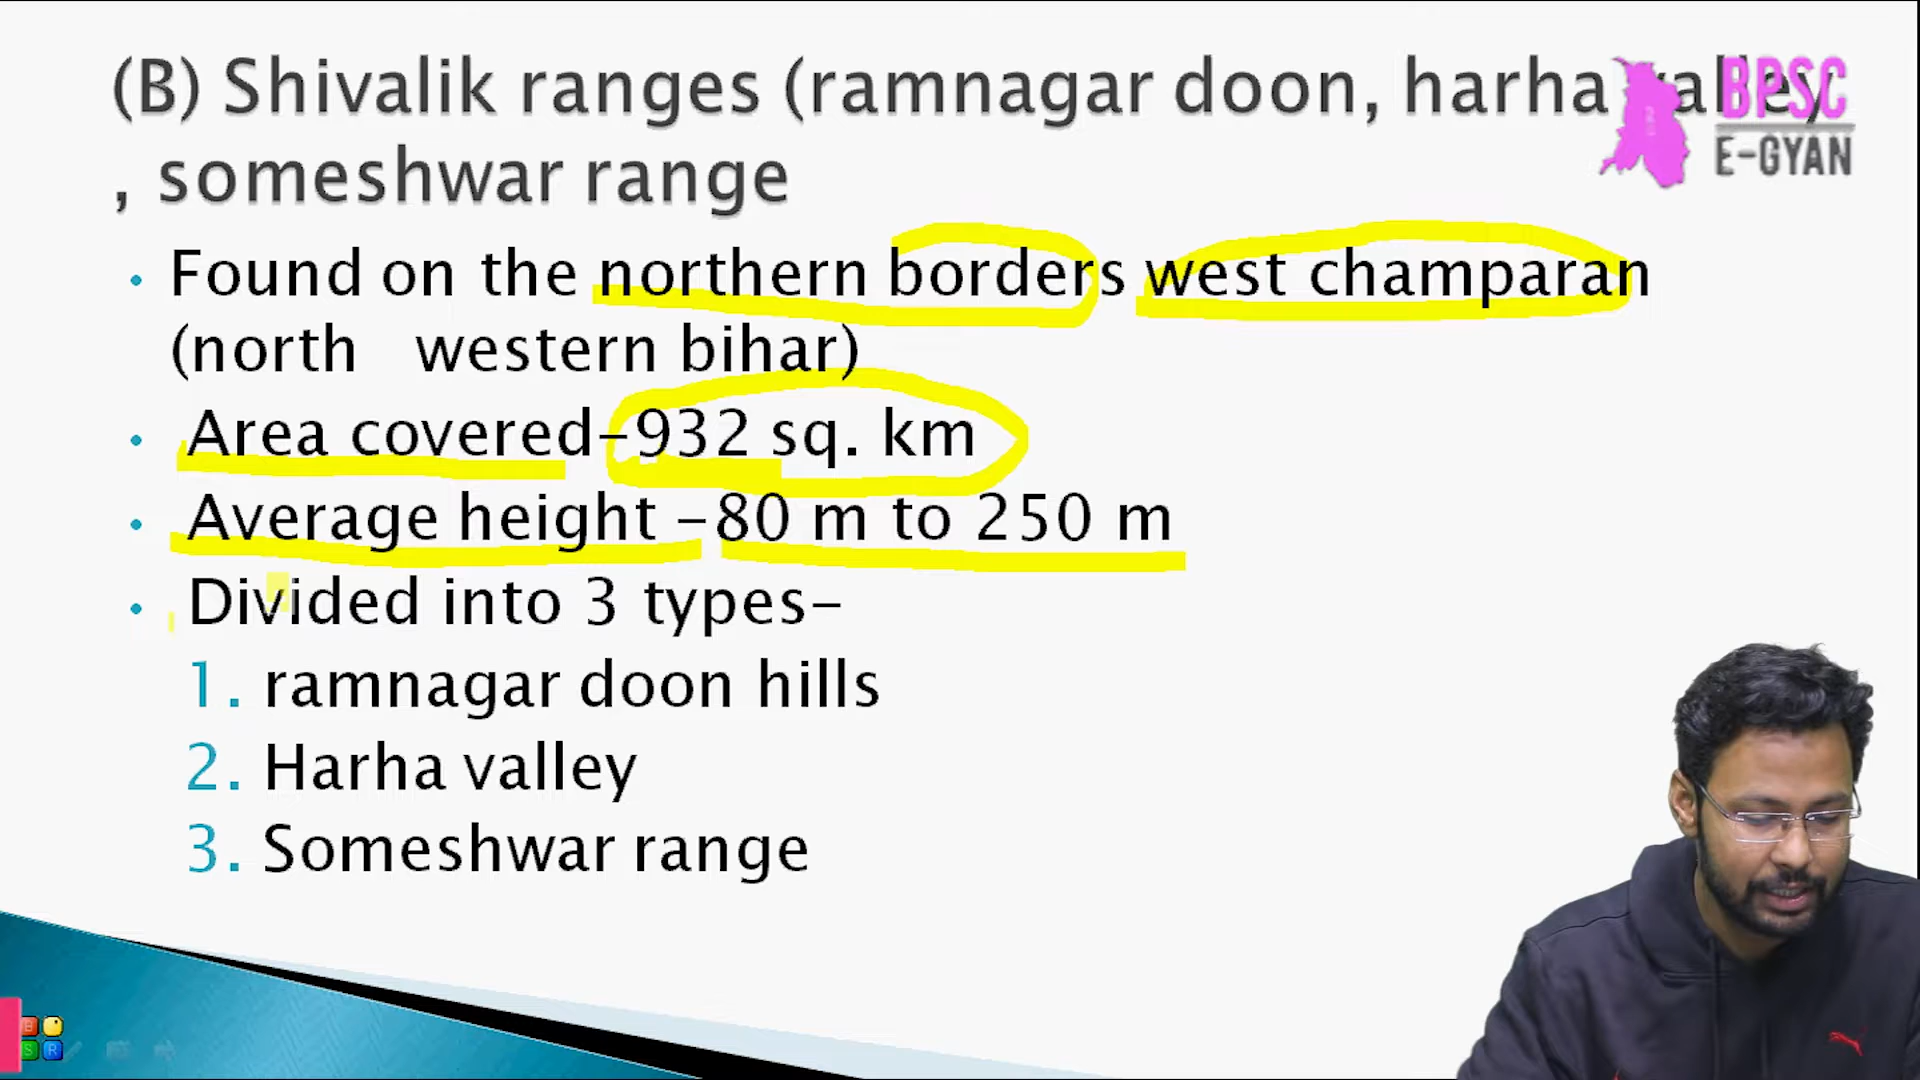 (B) Shivalik ranges (ramnagar doon, harha valley
, someshwar range
BPSC
E-GYAN
• Found on the northern borders west champaran
(north western bihar)
• Area covered-932 sq. km
• Average height -80 m to 250 m
• Divided into 3 types-
1. ramnagar doon hills
2. Harha valley
3. Someshwar range